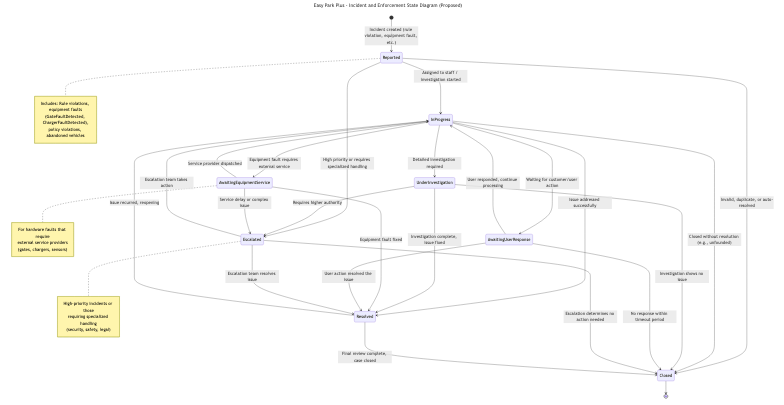 Easy Park Plus - Incident and Enforcement State Diagram (Proposed)
Incident created (rule
violation, equipment fault,
etc.)
Reported
Assigned to staff /
investigation started
Includes: Rule violations,
equipment faults
(GateFaultDetected,
ChargerFaultDetected),
policy violations,
abandoned vehicles
InProgress
Service provider dispatched
Equipment fault requires
external service
High priority or requires
specialized handling
Detailed investigation
required
Escalation team takes
action
AwaitingEquipmentService
UnderInvestigation
User responded, continue
processing
Waiting for customer/user
action
Invalid, duplicate, or auto-
resolved
Issue recurred, reopening
Service delay or complex
issue
Requires higher authority
Issue addressed
successfully
For hardware faults that
require
external service providers
(gates, chargers, sensors)
Escalated
Equipment fault fixed
Investigation complete,
issue fixed
AwaitingUserResponse
Closed without resolution
(e.g., unfounded)
Escalation team resolves
issue
User action resolved the
issue
Investigation shows no
issue
High-priority incidents or
those
requiring specialized
handling
(security, safety, legal)
Resolved
Escalation determines no
action needed
No response within
timeout period
Final review complete,
case closed
Closed